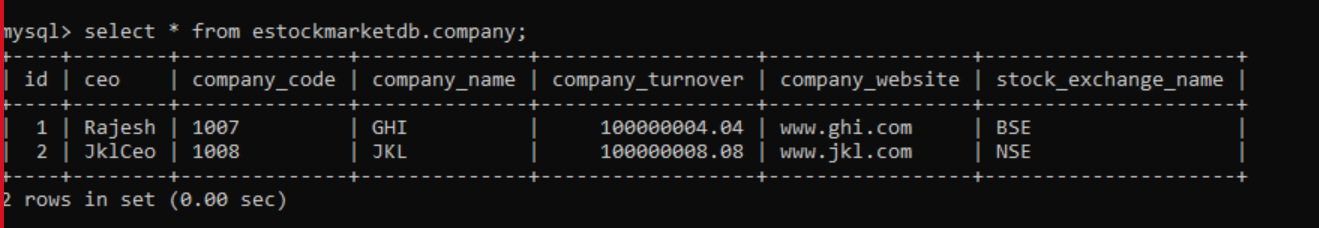 mysql> select * from estockmarketdb.company;
+----+--------+--------------+--------------+------------------+-----------------+---------------------+
| id | ceo    | company_code | company_name | company_turnover | company_website | stock_exchange_name |
+----+--------+--------------+--------------+------------------+-----------------+---------------------+
|  1 | Rajesh | 1007         | GHI          |     100000004.04 | www.ghi.com     | BSE                 |
|  2 | JklCeo | 1008         | JKL          |     100000008.08 | www.jkl.com     | NSE                 |
+----+--------+--------------+--------------+------------------+-----------------+---------------------+
2 rows in set (0.00 sec)